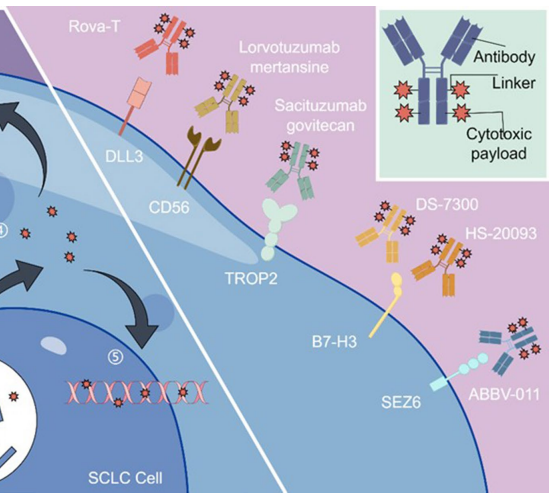 Rova-T
Lorvotuzumab
mertansine
Sacituzumab
govitecan
Antibody
Linker
Cytotoxic
payload
DLL3
CD56
TROP2
DS-7300
HS-20093
B7-H3
SEZ6
ABBV-011
⑤
SCLC Cell